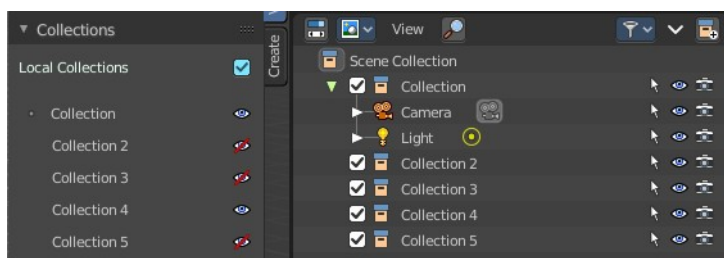 Collections
Local Collections
Collection
Collection 2
Collection 3
Collection 4
Collection 5
Create
View
Scene Collection
Collection
Camera
Light
Collection 2
Collection 3
Collection 4
Collection 5